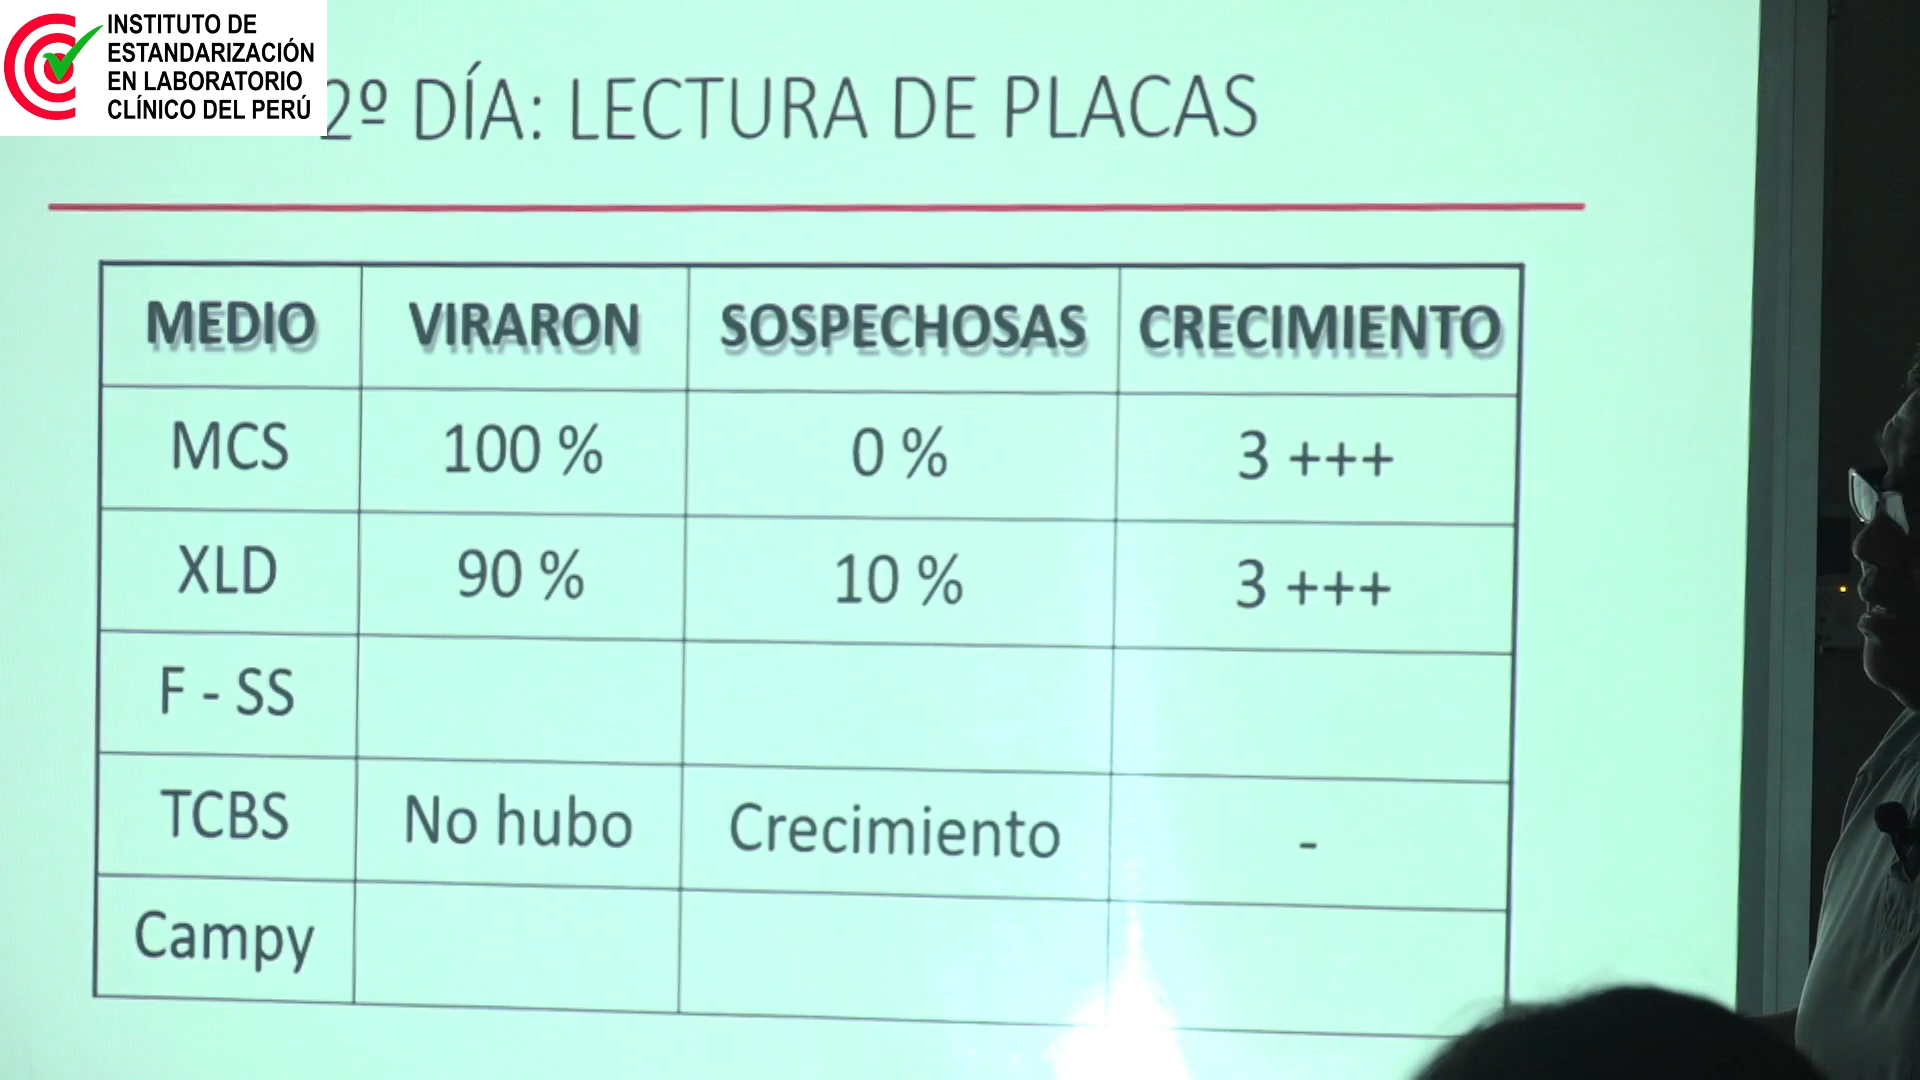 INSTITUTO DE
ESTANDARIZACIÓN
EN LABORATORIO
CLÍNICO DEL PERÚ
2º DÍA: LECTURA DE PLACAS
MEDIO VIRARON SOSPECHOSAS CRECIMIENTO
MCS 100 % 0 % 3 +++
XLD 90 % 10 % 3 +++
F - SS
TCBS No hubo Crecimiento -
Campy